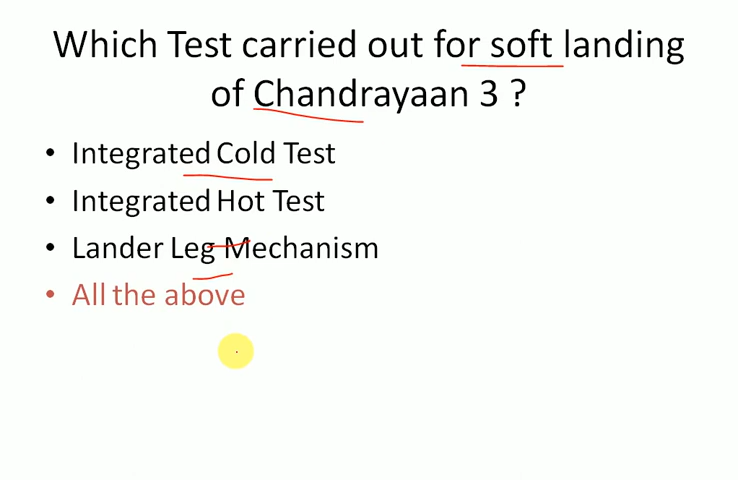 Which Test carried out for soft landing
of Chandrayaan 3 ?
• Integrated Cold Test
• Integrated Hot Test
• Lander Leg Mechanism
• All the above